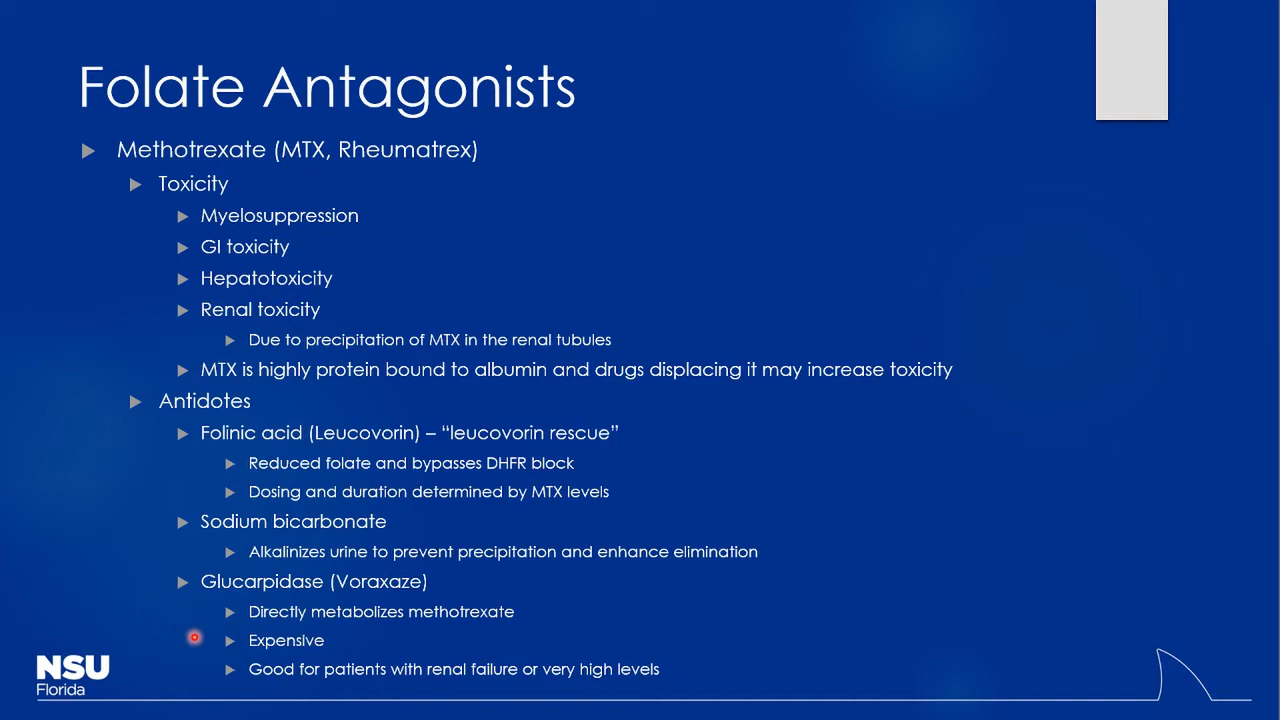 Folate Antagonists
Methotrexate (MTX, Rheumatrex)
Toxicity
Myelosuppression
GI toxicity
Hepatotoxicity
Renal toxicity
Due to precipitation of MTX in the renal tubules
MTX is highly protein bound to albumin and drugs displacing it may increase toxicity
Antidotes
Folinic acid (Leucovorin) – “leucovorin rescue”
Reduced folate and bypasses DHFR block
Dosing and duration determined by MTX levels
Sodium bicarbonate
Alkalinizes urine to prevent precipitation and enhance elimination
Glucarpidase (Voraxaze)
Directly metabolizes methotrexate
Expensive
Good for patients with renal failure or very high levels
NSU
Florida